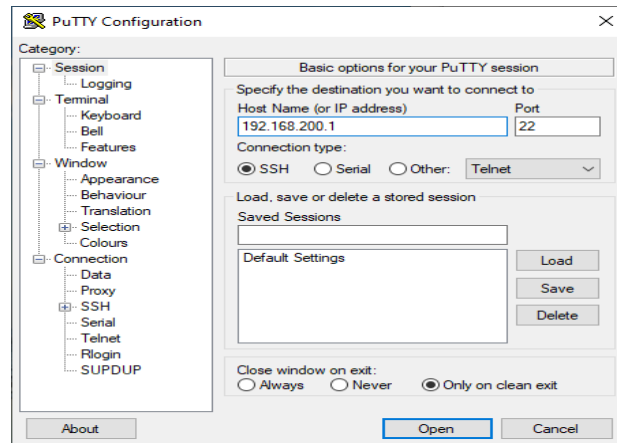 PuTTY Configuration
Category:
Session
Logging
Terminal
Keyboard
Bell
Features
Window
Appearance
Behaviour
Translation
Selection
Colours
Connection
Data
Proxy
SSH
Serial
Telnet
Rlogin
SUPDUP
Basic options for your PuTTY session
Specify the destination you want to connect to
Host Name (or IP address) Port
192.168.200.1 22
Connection type:
SSH Serial Other: Telnet
Load, save or delete a stored session
Saved Sessions
Default Settings
Load
Save
Delete
Close window on exit:
Always Never Only on clean exit
About Open Cancel